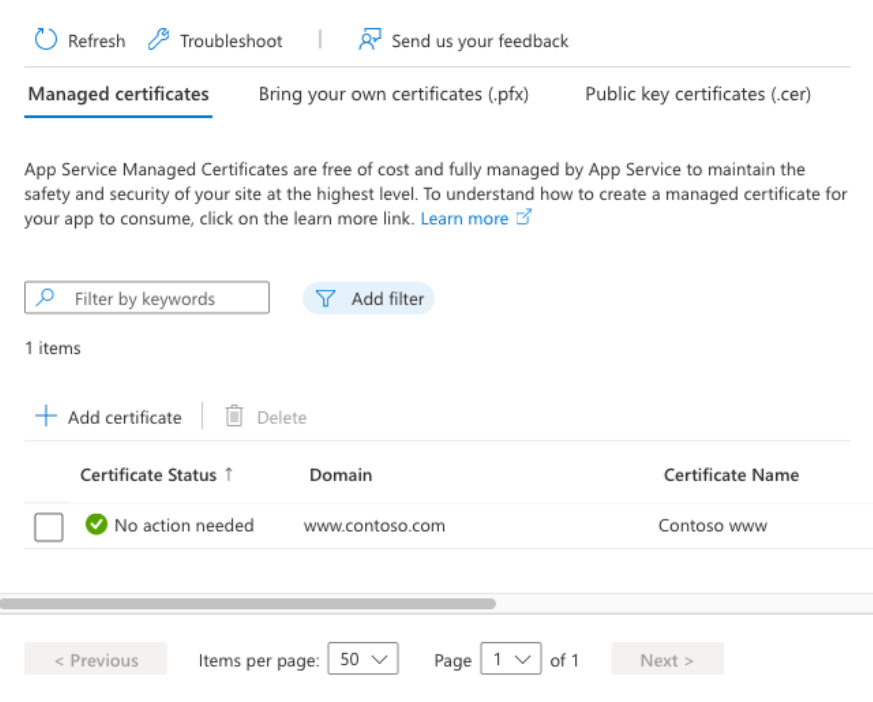 Refresh Troubleshoot | Send us your feedback
Managed certificates Bring your own certificates (.pfx) Public key certificates (.cer)
App Service Managed Certificates are free of cost and fully managed by App Service to maintain the
safety and security of your site at the highest level. To understand how to create a managed certificate for
your app to consume, click on the learn more link. Learn more
Filter by keywords Add filter
1 items
Add certificate Delete
Certificate Status ↑ Domain Certificate Name
No action needed www.contoso.com Contoso www
< Previous Items per page: 50 Page 1 of 1 Next >